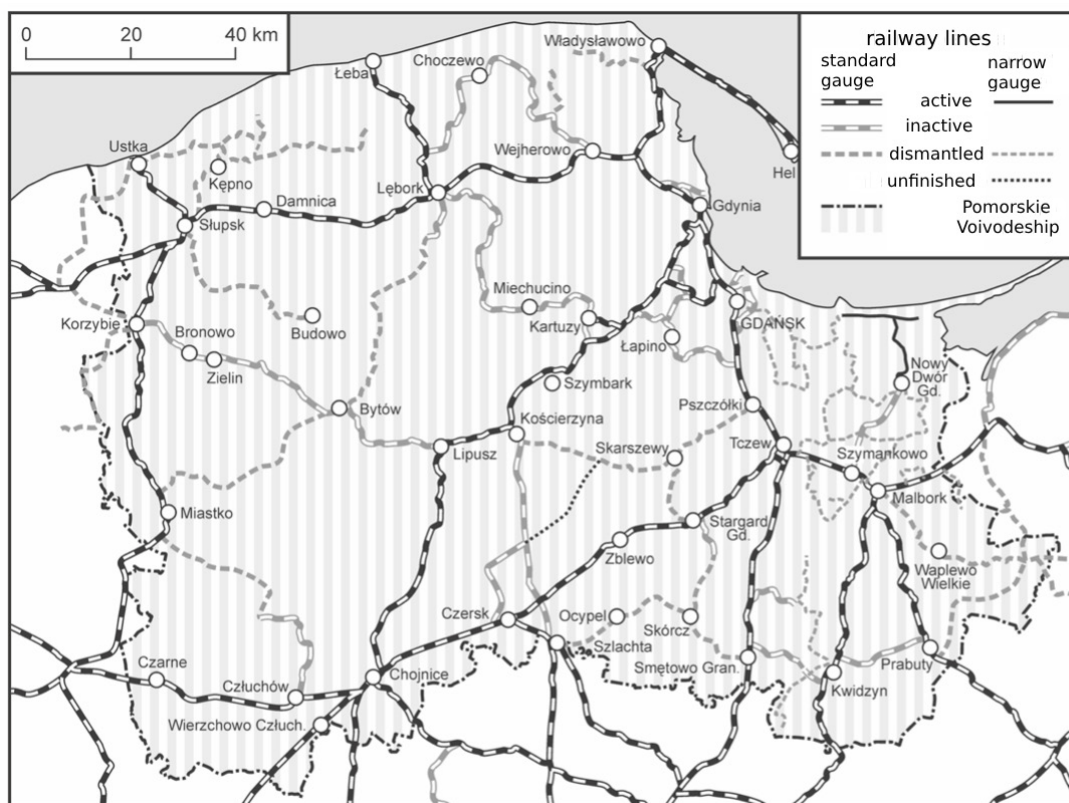 0 20 40 km
railway lines
standard gauge
narrow gauge
active
inactive
dismantled
unfinished
Pomorskie
Voivodeship
Władysławowo
Choczewo
Łeba
Ustka
Kępno
Wejherowo
Hel
Lębork
Damnica
Słupsk
Gdynia
Miechucino
Kartuzy
GDAŃSK
Korzybie
Bronowo
Budowo
Łapino
Zielin
Szymbark
Nowy
Dwór
Gd.
Bytów
Kościerzyna
Pszczółki
Lipusz
Skarszewy
Tczew
Szymankowo
Malbork
Miastko
Stargard
Gd.
Zblewo
Waplewo
Wielkie
Czersk
Ocypel
Skórcz
Szlachta
Czarne
Człuchów
Chojnice
Smętowo Gran.
Prabuty
Kwidzyn
Wierzchowo Człuch.